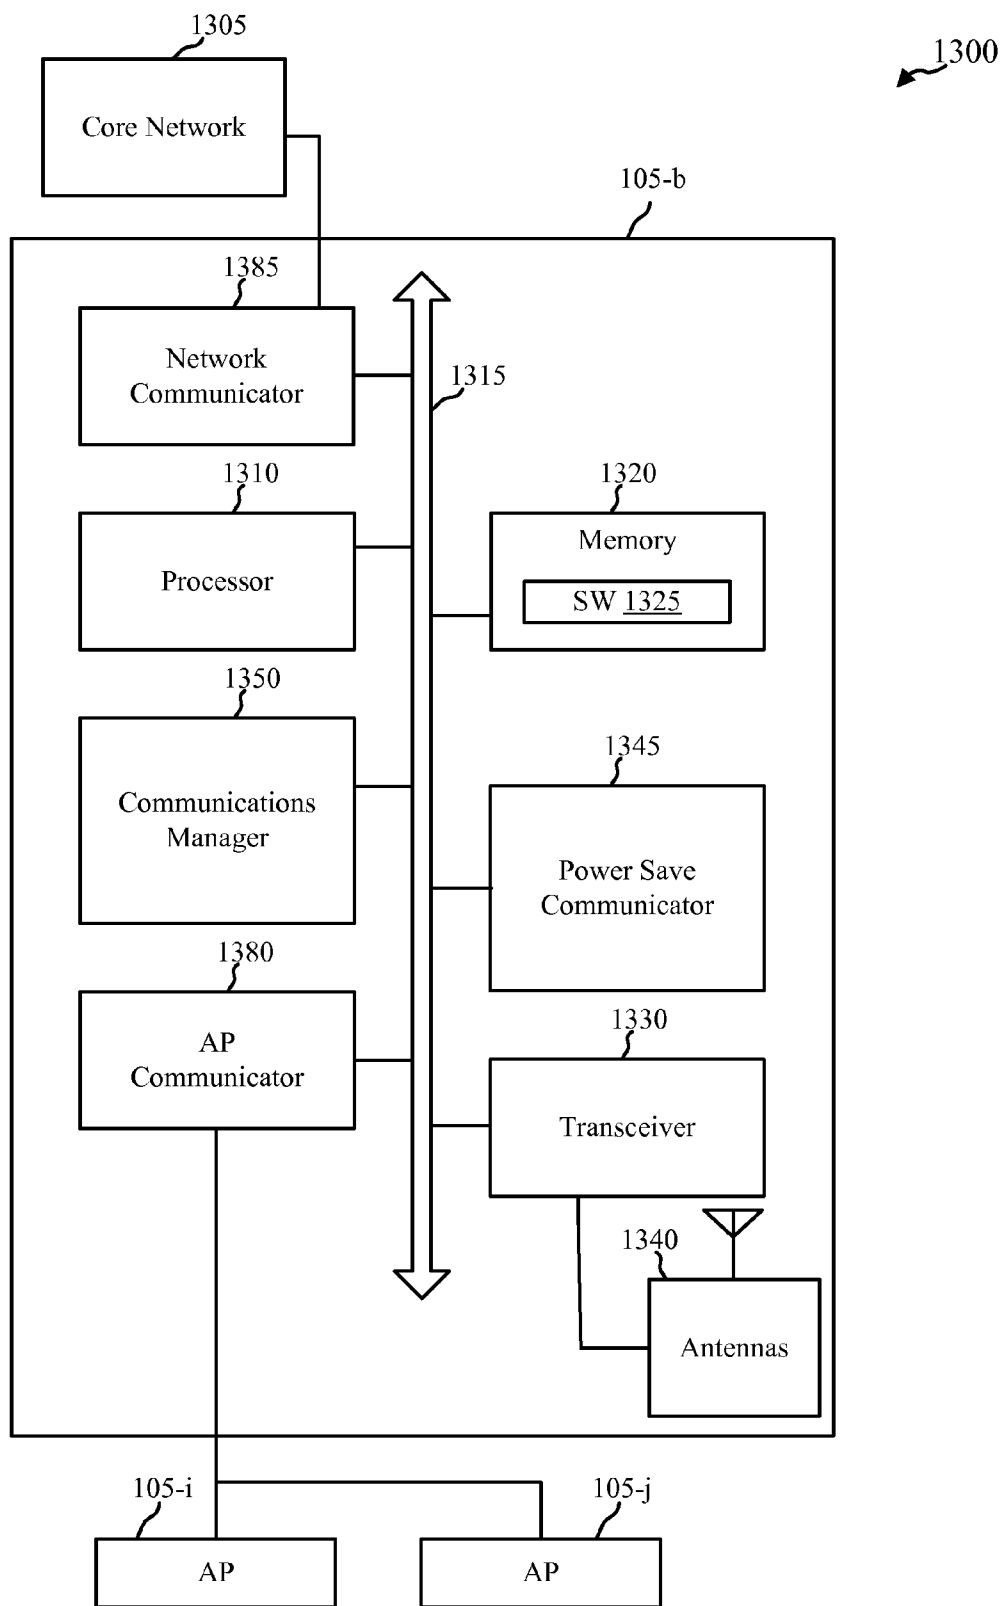 1305
1300
Core Network
105-b
1385
Network
Communicator
1315
1310
Processor
1320
Memory
SW 1325
1350
Communications
Manager
1345
Power Save
Communicator
1380
AP
Communicator
1330
Transceiver
1340
Antennas
105-i
105-j
AP
AP